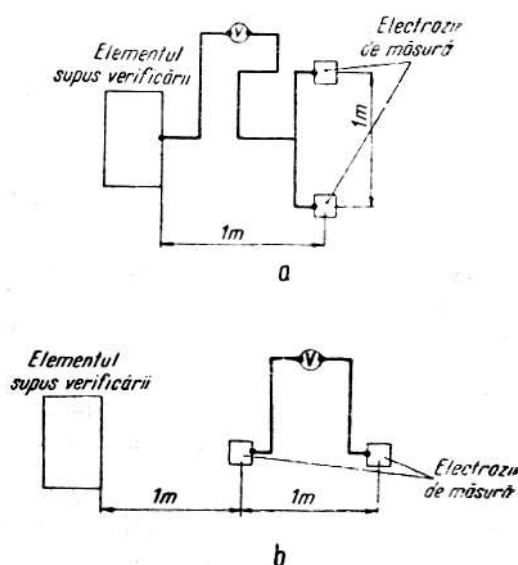 V
Elementul
supus verificării
Electrozii
de măsură
1m
1m
a
Elementul
supus verificării
V
Electrozii
de măsură
1m
1m
b